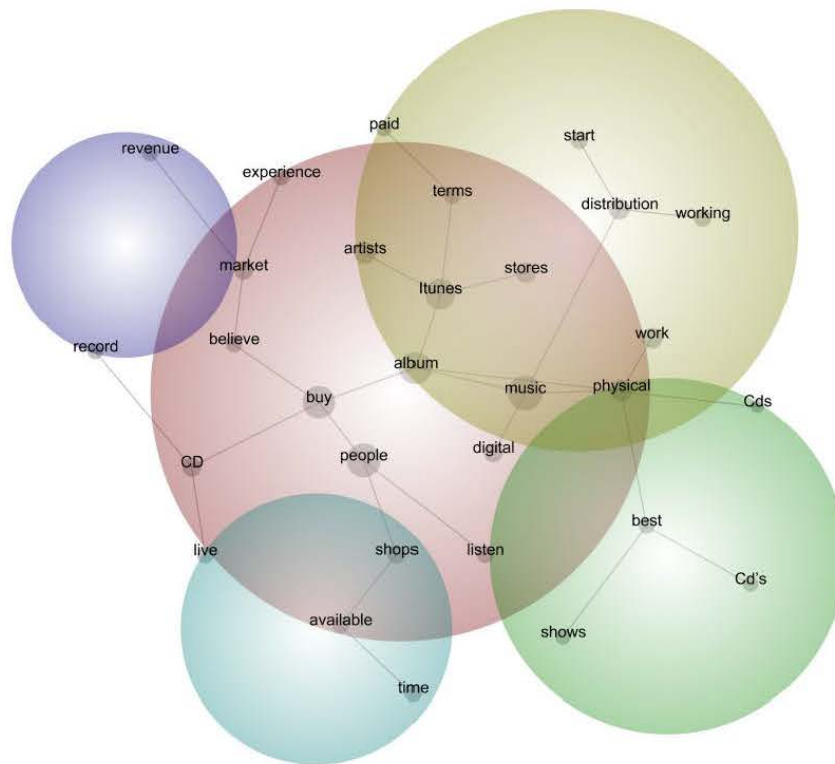 paid
start
revenue
experience
terms
distribution
working
artists
stores
market
Itunes
record
believe
work
album
buy
music
physical
Cds
digital
people
CD
best
live
shops
listen
Cd's
available
shows
time